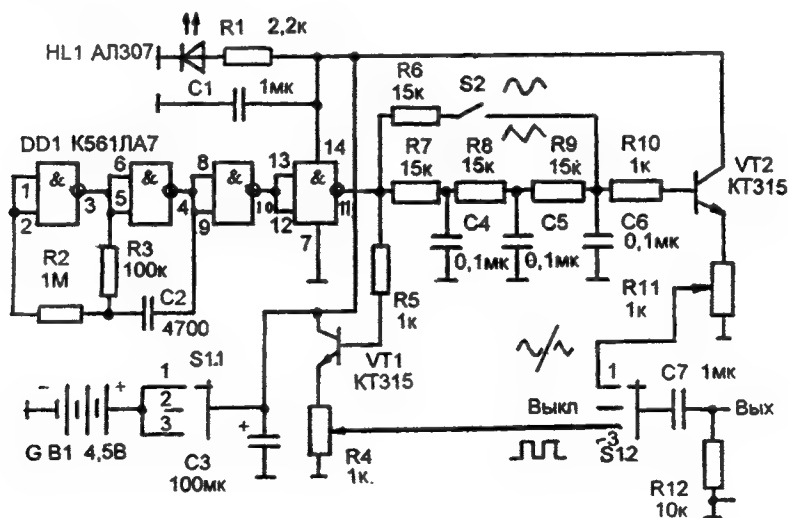 R1 2,2к
HL1 АЛ307
C1 1мк
R6
15к
S2
DD1 К561ЛА7
14
R7
15к
R8
15к
R9
15к
R10
1к
VT2
КТ315
1
2
&
3
6
5
&
4
8
9
&
10
13
12
&
11
7
R2
1М
R3
100к
C2
4700
C4
0,1мк
C5
0,1мк
C6
0,1мк
R5
1к
R11
1к
VT1
КТ315
S1.1
1
2
3
- +
G B1 4,5В
+
C3
100мк
R4
1к.
1
Выкл
3
S1.2
C7 1мк
Вых
R12
10к